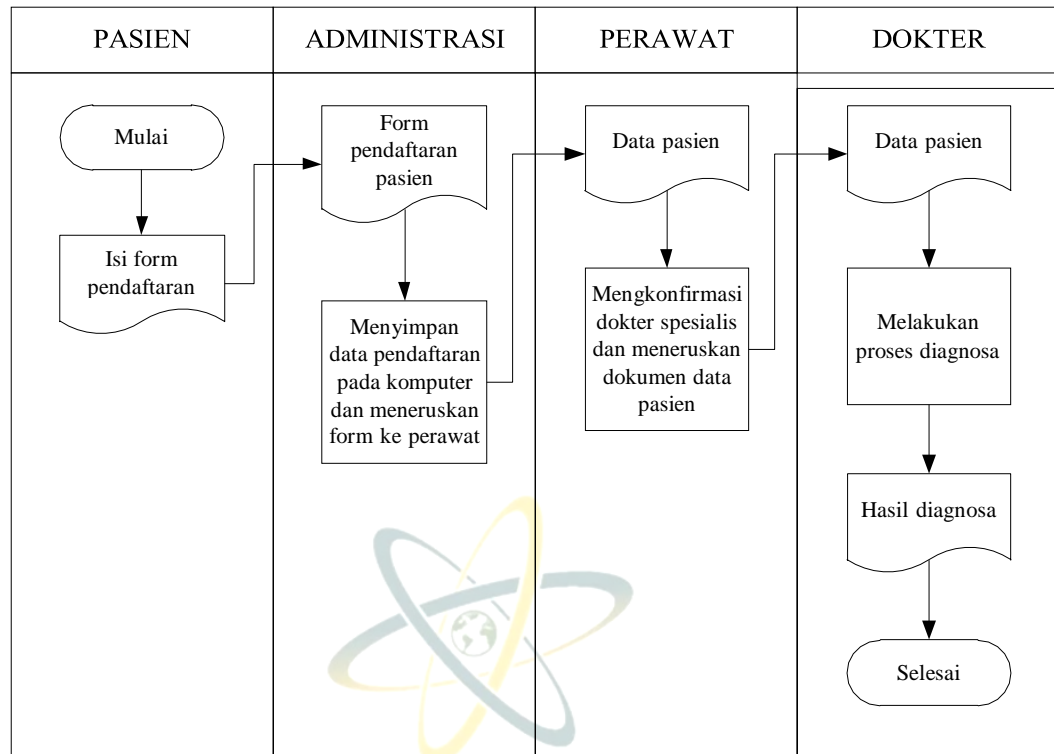 PASIEN
ADMINISTRASI
PERAWAT
DOKTER
Mulai
Isi form
pendaftaran
Form
pendaftaran
pasien
Menyimpan
data pendaftaran
pada komputer
dan meneruskan
form ke perawat
Data pasien
Mengkonfirmasi
dokter spesialis
dan meneruskan
dokumen data
pasien
Data pasien
Melakukan
proses diagnosa
Hasil diagnosa
Selesai